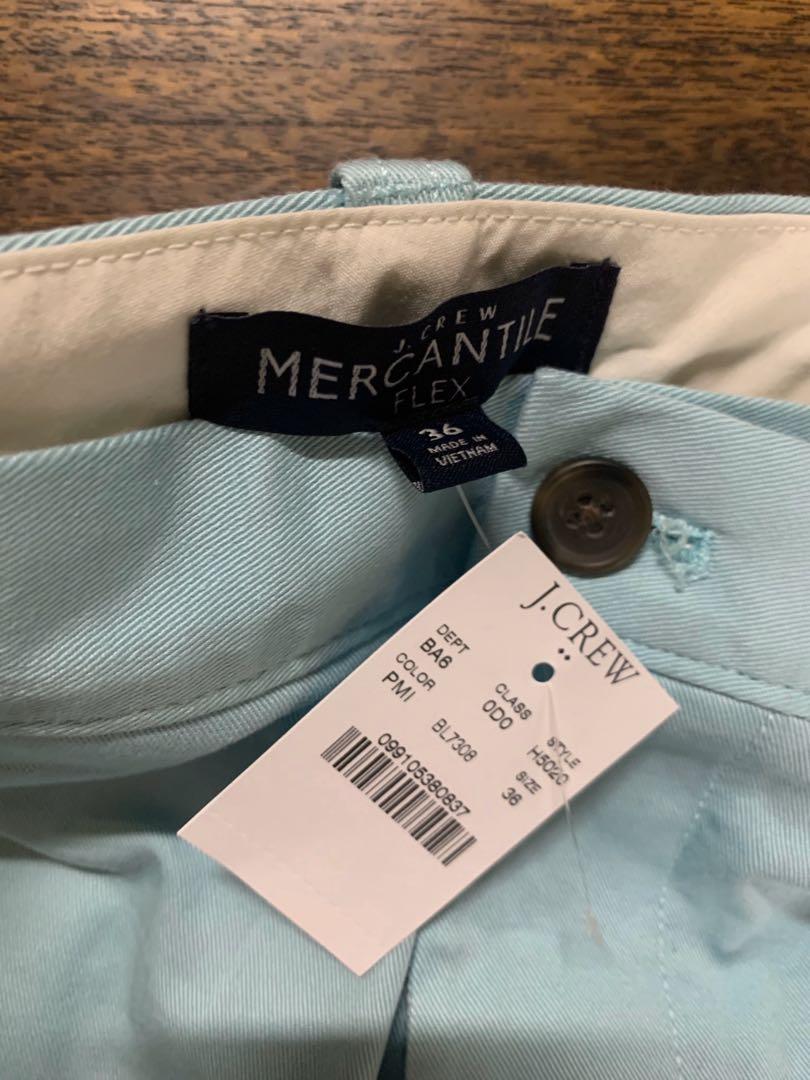 J.CREW
MERCANTILE
FLEX
36
MADE IN
VIETNAM
J.CREW
DEPT CLASS STYLE
BA6 0D0 H5020
COLOR SIZE
PMI BL7308 36
099105380837